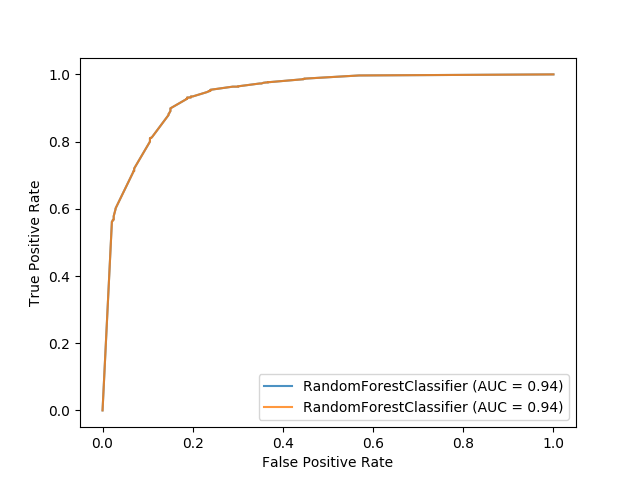 1.0
0.8
0.6
0.4
0.2
0.0
True Positive Rate
RandomForestClassifier (AUC = 0.94)
RandomForestClassifier (AUC = 0.94)
0.0 0.2 0.4 0.6 0.8 1.0
False Positive Rate